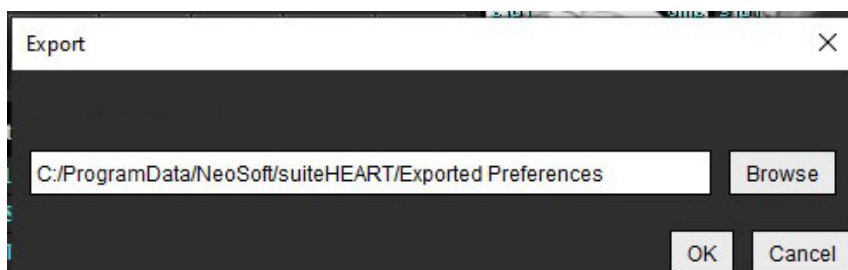 Export
C:/ProgramData/NeoSoft/suiteHEART/Exported Preferences
Browse
OK
Cancel